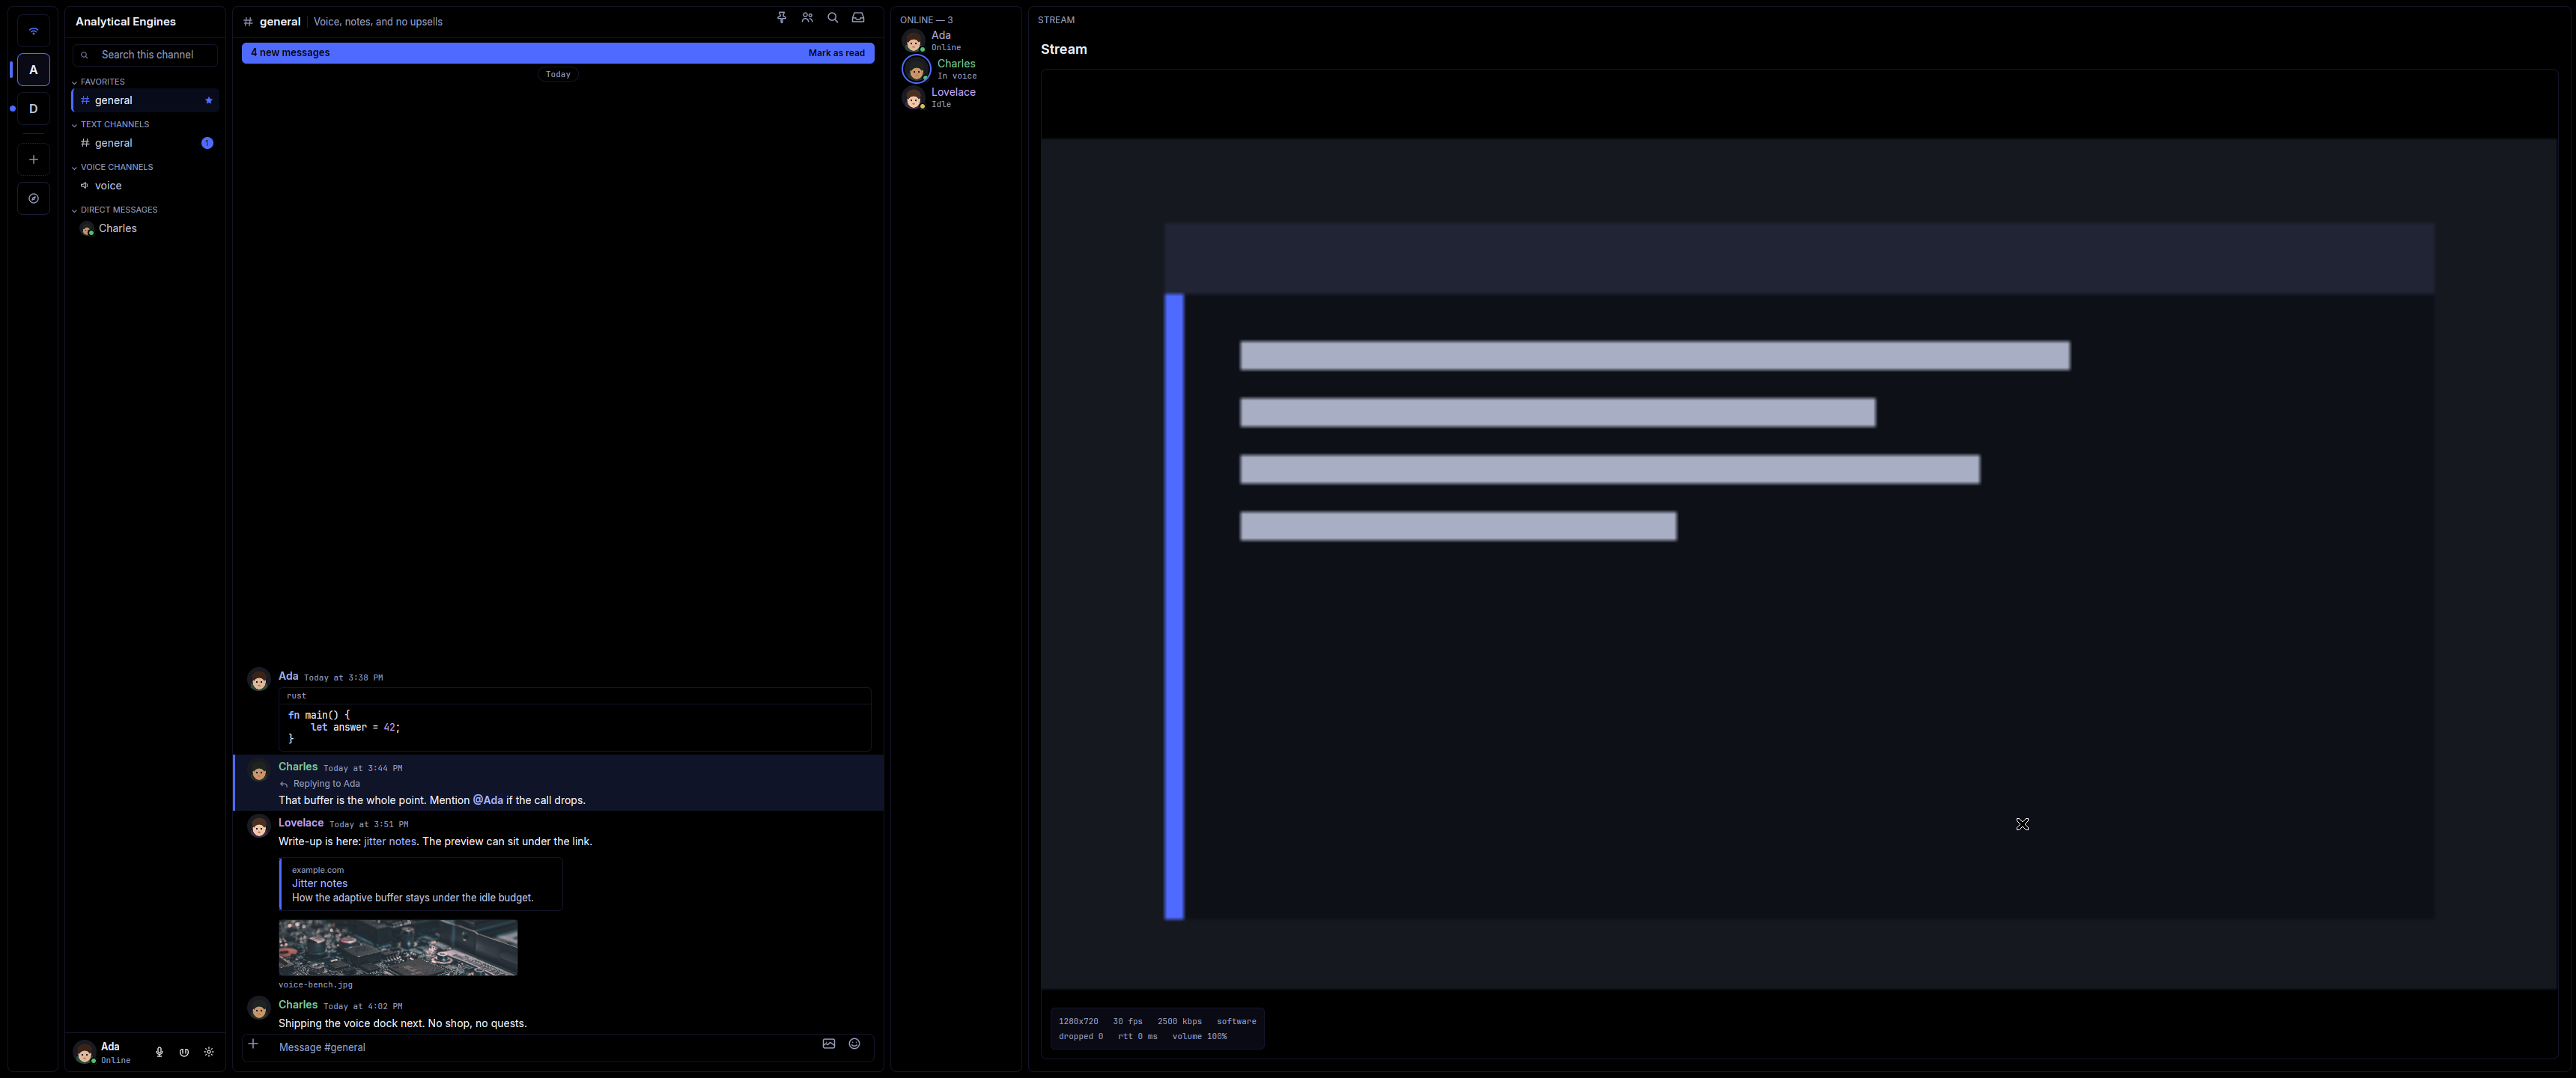 A
D
Analytical Engines
Search this channel
FAVORITES
general
TEXT CHANNELS
general
1
VOICE CHANNELS
voice
DIRECT MESSAGES
Charles
Ada
Online
# general
Voice, notes, and no upsells
4 new messages
Mark as read
Today
Ada Today at 3:38 PM
rust
fn main() {
    let answer = 42;
}
Charles Today at 3:44 PM
Replying to Ada
That buffer is the whole point. Mention @Ada if the call drops.
Lovelace Today at 3:51 PM
Write-up is here: jitter notes. The preview can sit under the link.
example.com
Jitter notes
How the adaptive buffer stays under the idle budget.
voice-bench.jpg
Charles Today at 4:02 PM
Shipping the voice dock next. No shop, no quests.
Message #general
ONLINE — 3
Ada
Online
Charles
In voice
Lovelace
Idle
STREAM
Stream
1280x720 30 fps 2500 kbps software
dropped 0 rtt 0 ms volume 100%